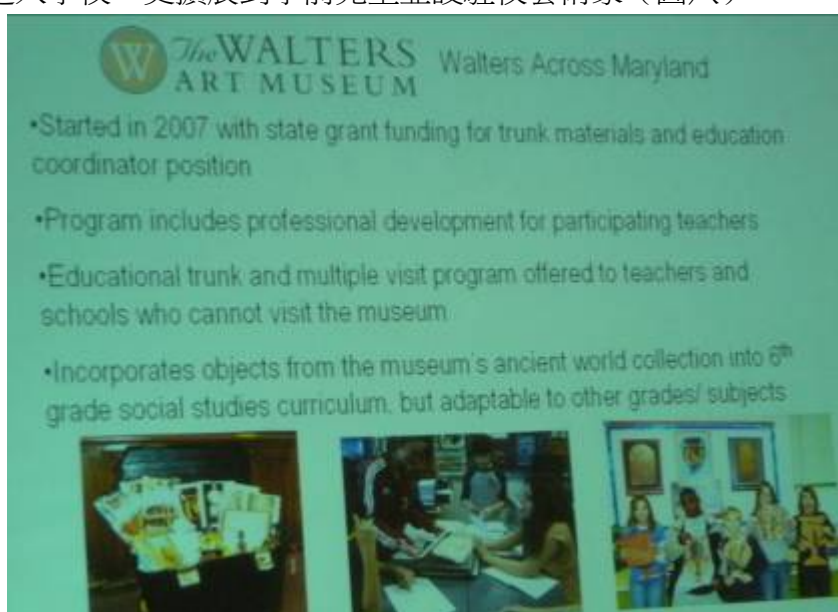 The WALTERS
ART MUSEUM
Walters Across Maryland
•Started in 2007 with state grant funding for trunk materials and education
coordinator position
•Program includes professional development for participating teachers
•Educational trunk and multiple visit program offered to teachers and
schools who cannot visit the museum
•Incorporates objects from the museum's ancient world collection into 6th
grade social studies curriculum, but adaptable to other grades/ subjects